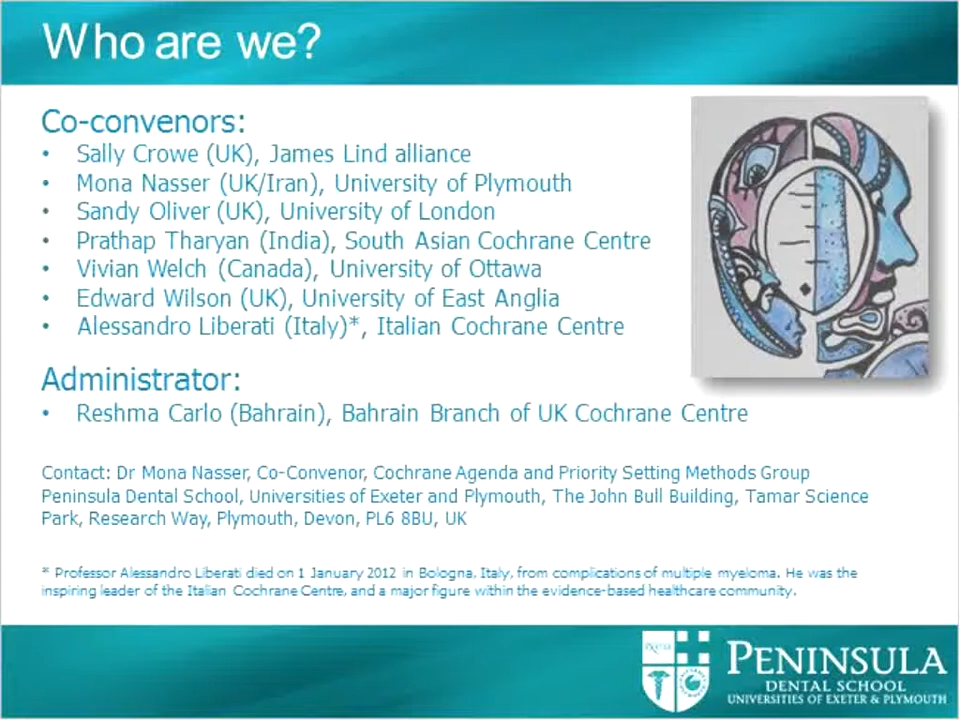 Who are we?
Co-convenors:
• Sally Crowe (UK), James Lind alliance
• Mona Nasser (UK/Iran), University of Plymouth
• Sandy Oliver (UK), University of London
• Prathap Tharyan (India), South Asian Cochrane Centre
• Vivian Welch (Canada), University of Ottawa
• Edward Wilson (UK), University of East Anglia
• Alessandro Liberati (Italy)*, Italian Cochrane Centre
Administrator:
• Reshma Carlo (Bahrain), Bahrain Branch of UK Cochrane Centre
Contact: Dr Mona Nasser, Co-Convenor, Cochrane Agenda and Priority Setting Methods Group
Peninsula Dental School, Universities of Exeter and Plymouth, The John Bull Building, Tamar Science
Park, Research Way, Plymouth, Devon, PL6 8BU, UK
* Professor Alessandro Liberati died on 1 January 2012 in Bologna, Italy, from complications of multiple myeloma. He was the
inspiring leader of the Italian Cochrane Centre, and a major figure within the evidence-based healthcare community.
PENINSULA
DENTAL SCHOOL
UNIVERSITIES OF EXETER & PLYMOUTH